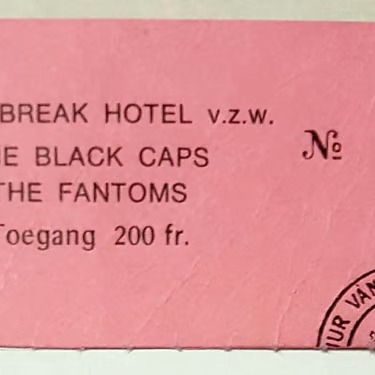 BREAK HOTEL v.z.w.
№
BLACK CAPS
THE FANTOMS
Toegang 200 fr.